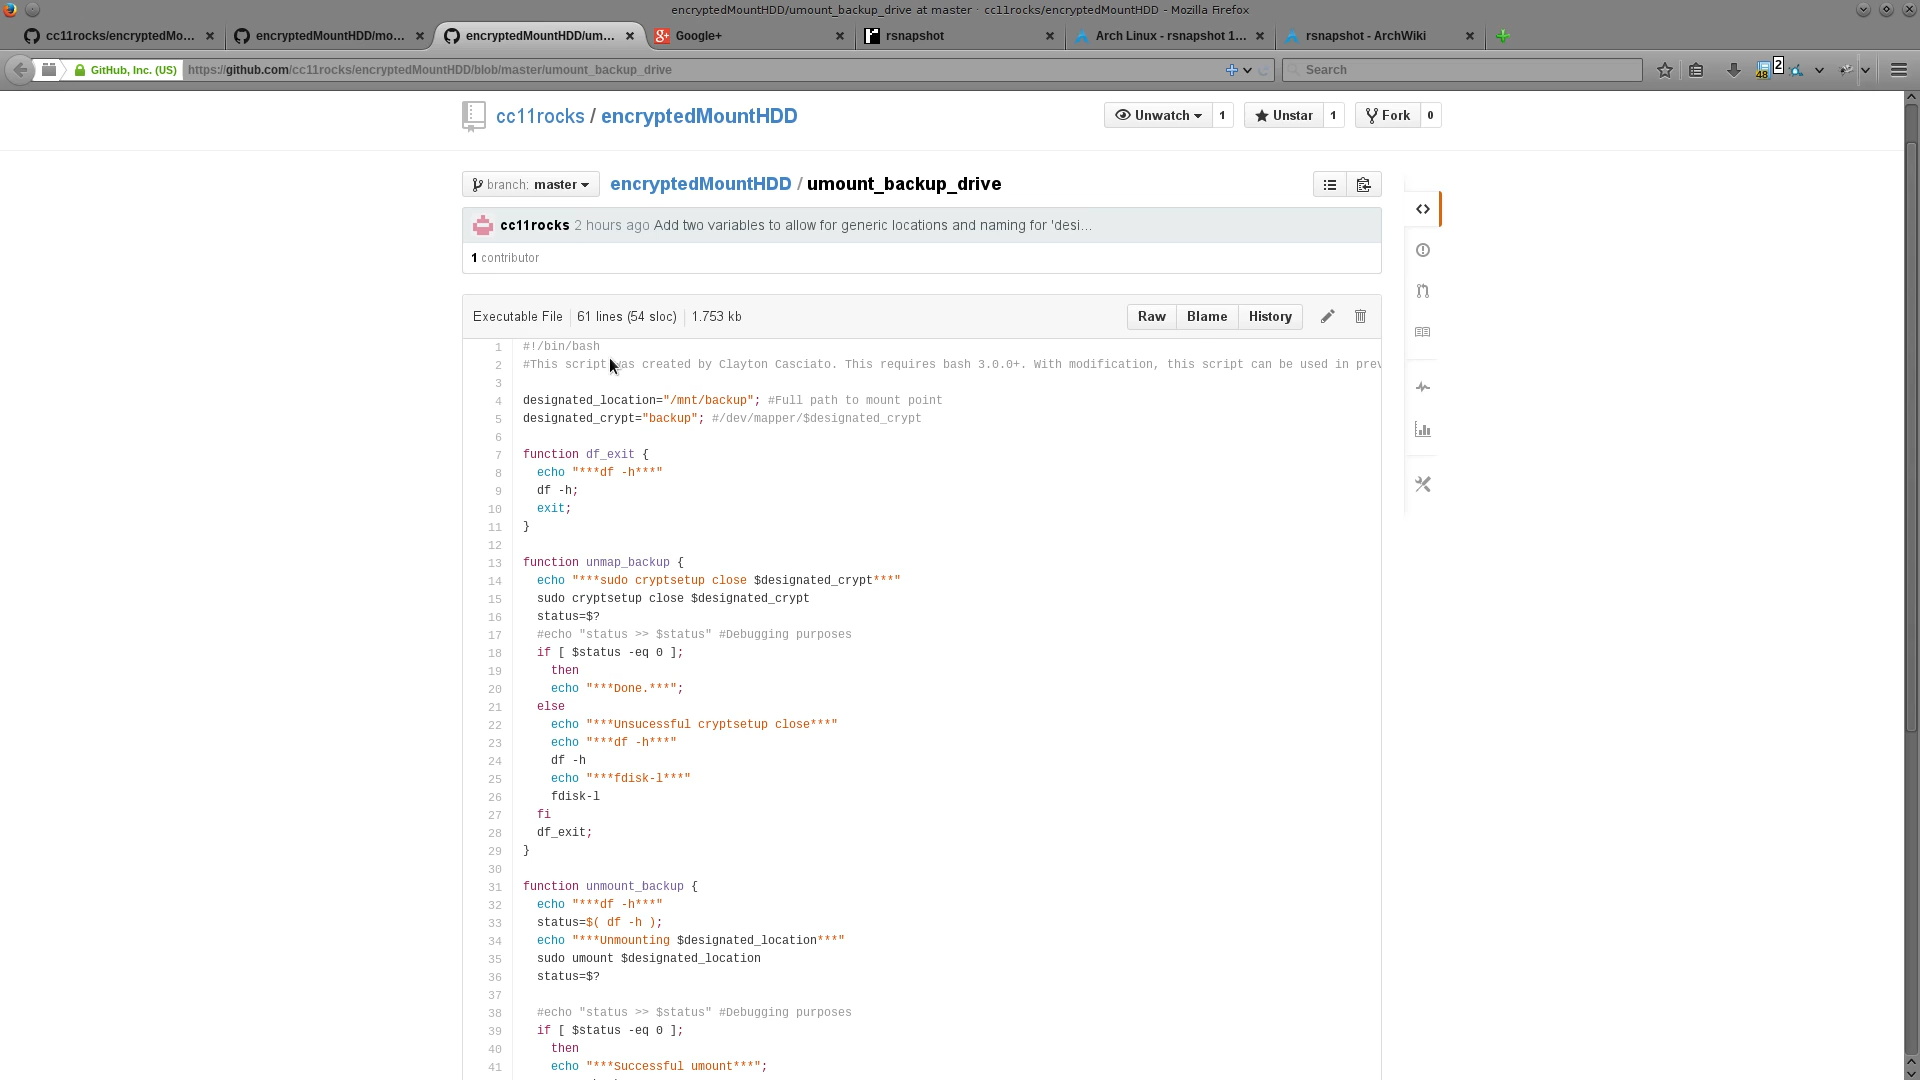 encryptedMountHDD/umount_backup_drive at master · cc11rocks/encryptedMountHDD - Mozilla Firefox
cc11rocks/encryptedMo...
encryptedMountHDD/mo...
encryptedMountHDD/um...
Google+
rsnapshot
Arch Linux - rsnapshot 1...
rsnapshot - ArchWiki
GitHub, Inc. (US)
https://github.com/cc11rocks/encryptedMountHDD/blob/master/umount_backup_drive
Search
48
2
cc11rocks / encryptedMountHDD
Unwatch 1
Unstar 1
Fork 0
branch: master
encryptedMountHDD / umount_backup_drive
cc11rocks 2 hours ago Add two variables to allow for generic locations and naming for 'desi...
1 contributor
Executable File 61 lines (54 sloc) 1.753 kb
Raw Blame History
1 #!/bin/bash
2 #This script was created by Clayton Casciato. This requires bash 3.0.0+. With modification, this script can be used in prev
3
4 designated_location="/mnt/backup"; #Full path to mount point
5 designated_crypt="backup"; #/dev/mapper/$designated_crypt
6
7 function df_exit {
8 echo "***df -h***"
9 df -h;
10 exit;
11 }
12
13 function unmap_backup {
14 echo "***sudo cryptsetup close $designated_crypt***"
15 sudo cryptsetup close $designated_crypt
16 status=$?
17 #echo "status >> $status" #Debugging purposes
18 if [ $status -eq 0 ];
19 then
20 echo "***Done.***";
21 else
22 echo "***Unsucessful cryptsetup close***"
23 echo "***df -h***"
24 df -h
25 echo "***fdisk-l***"
26 fdisk-l
27 fi
28 df_exit;
29 }
30
31 function unmount_backup {
32 echo "***df -h***"
33 status=$( df -h );
34 echo "***Unmounting $designated_location***"
35 sudo umount $designated_location
36 status=$?
37
38 #echo "status >> $status" #Debugging purposes
39 if [ $status -eq 0 ];
40 then
41 echo "***Successful umount***";